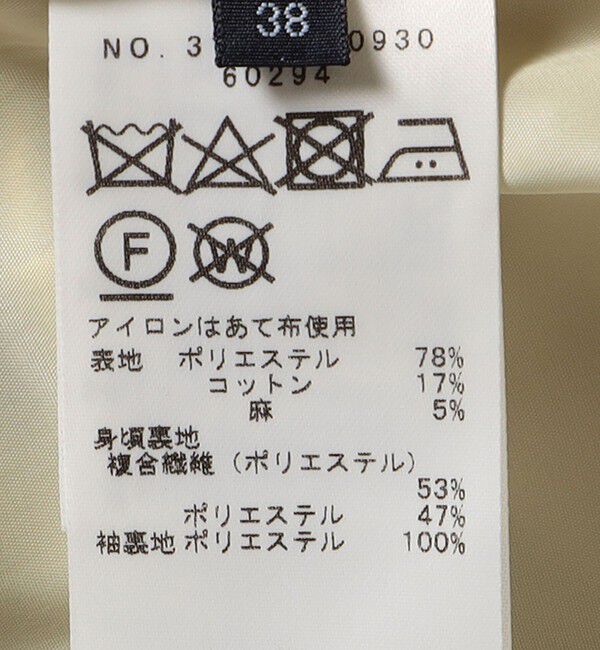 38
NO. 3 0930
60294
F
W
アイロンはあて布使用
表地 ポリエステル 78%
コットン 17%
麻 5%
身頃裏地
複合繊維（ポリエステル）
53%
ポリエステル 47%
袖裏地 ポリエステル 100%